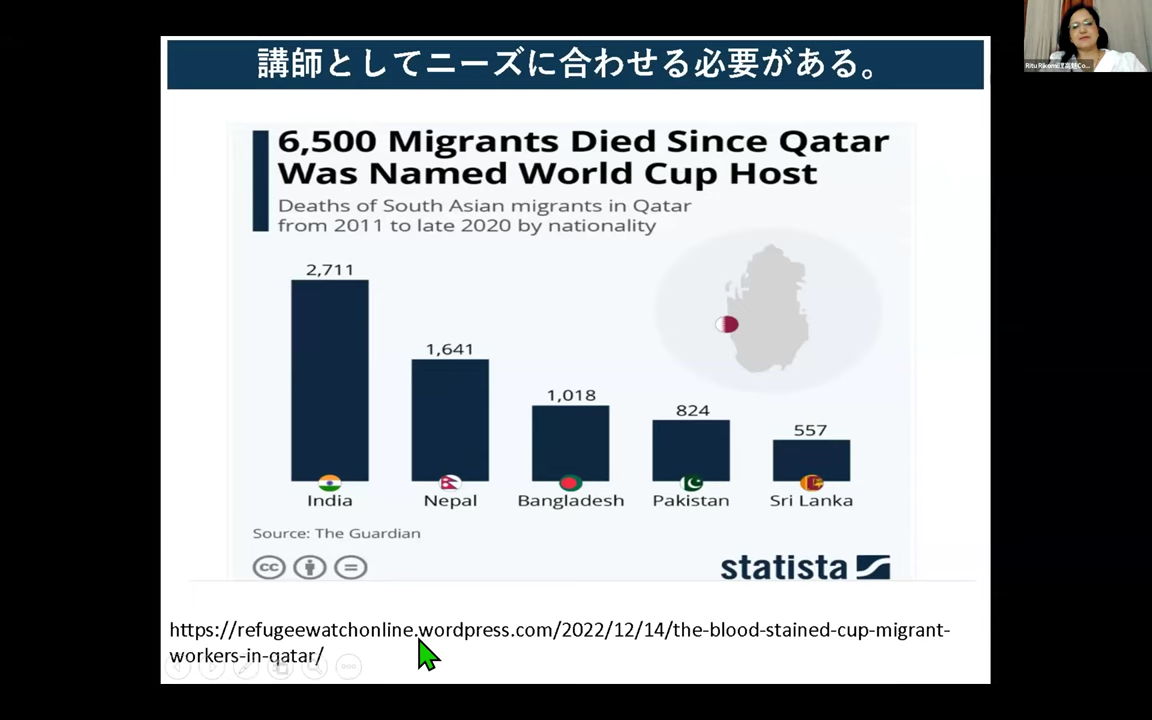 講師としてニーズに合わせる必要がある。
6,500 Migrants Died Since Qatar
Was Named World Cup Host
Deaths of South Asian migrants in Qatar
from 2011 to late 2020 by nationality
2,711
1,641
1,018
824
557
India
Nepal
Bangladesh
Pakistan
Sri Lanka
Source: The Guardian
cc
statista
https://refugeewatchonline.wordpress.com/2022/12/14/the-blood-stained-cup-migrant-
workers-in-qatar/